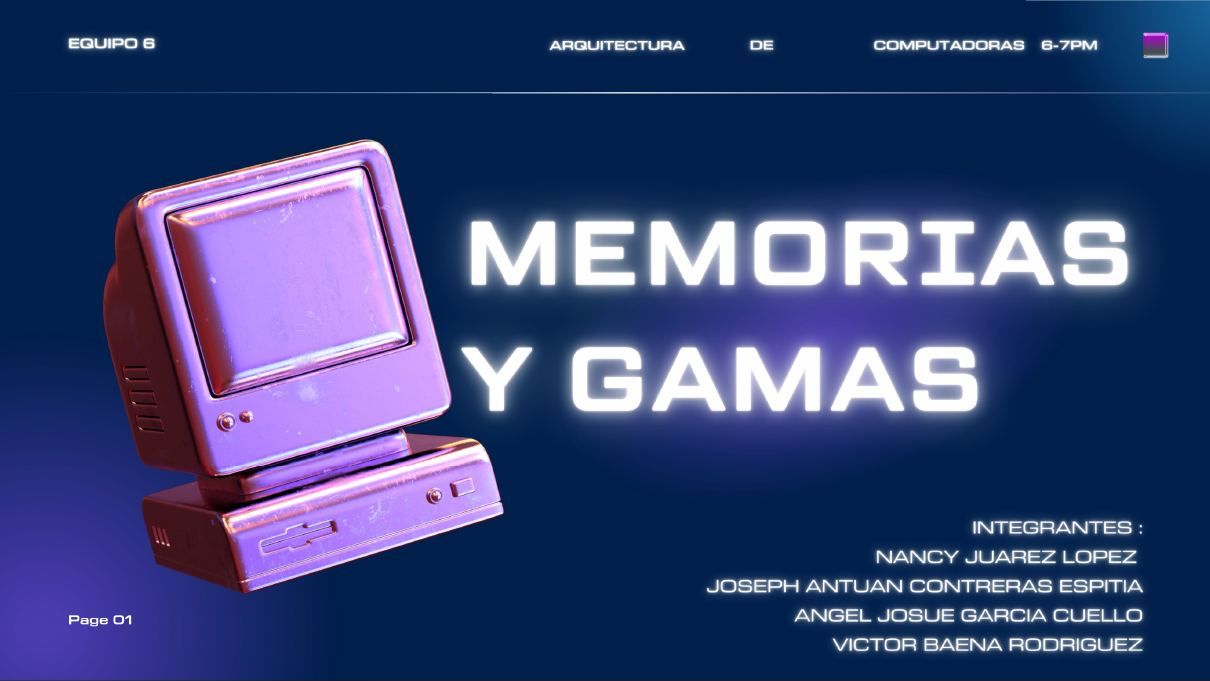 EQUIPO 6
ARQUITECTURA DE COMPUTADORAS 6-7PM
MEMORIAS
Y GAMAS
INTEGRANTES :
NANCY JUAREZ LOPEZ
JOSEPH ANTUAN CONTRERAS ESPITIA
ANGEL JOSUE GARCIA CUELLO
VICTOR BAENA RODRIGUEZ
Page 01